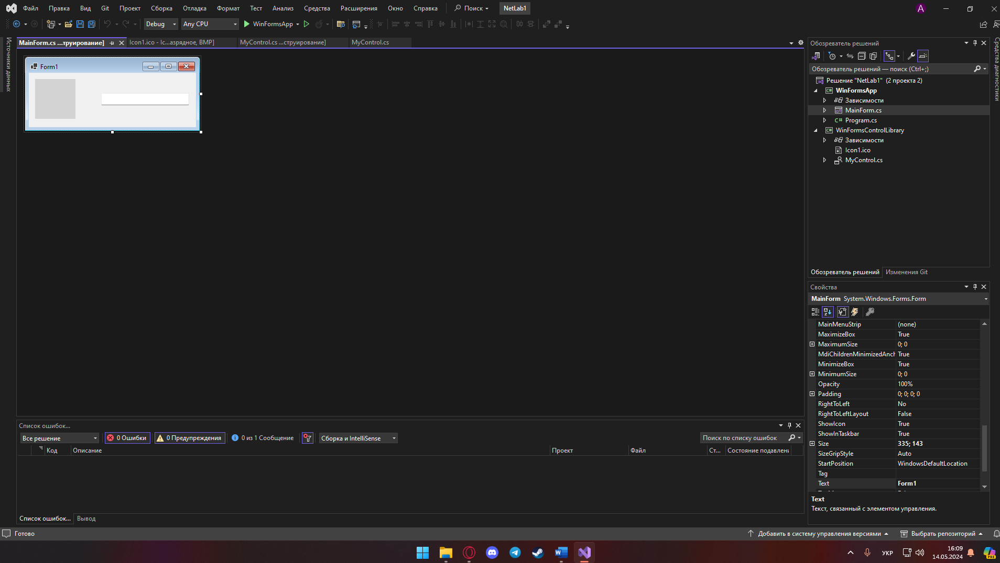 Файл Правка Вид Git Проект Сборка Отладка Формат Тест Анализ Средства Расширения Окно Справка Поиск NetLab1 A
Debug Any CPU WinFormsApp
Источники данных
MainForm.cs ...труирование] Icon1.ico - Ic...азрядное, BMP] MyControl.cs ...струирование] MyControl.cs
Form1
Обозреватель решений
Обозреватель решений — поиск (Ctrl+;)
Решение "NetLab1" (2 проекта 2)
WinFormsApp
Зависимости
MainForm.cs
Program.cs
WinFormsControlLibrary
Зависимости
Icon1.ico
MyControl.cs
Обозреватель решений Изменения Git
Средства диагностики
Свойства
MainForm System.Windows.Forms.Form
MainMenuStrip (none)
MaximizeBox True
MaximumSize 0; 0
MdiChildrenMinimizedAnch True
MinimizeBox True
MinimumSize 0; 0
Opacity 100%
Padding 0; 0; 0; 0
RightToLeft No
RightToLeftLayout False
ShowIcon True
ShowInTaskbar True
Size 335; 143
SizeGripStyle Auto
StartPosition WindowsDefaultLocation
Tag
Text Form1
Text
Текст, связанный с элементом управления.
Список ошибок...
Все решение 0 Ошибки 0 Предупреждения 0 из 1 Сообщение Сборка и IntelliSense Поиск по списку ошибок
Код Описание Проект Файл Ст... Состояние подавлени
Список ошибок... Вывод
Готово Добавить в систему управления версиями Выбрать репозиторий
УКР 16:09
14.05.2024
PRE